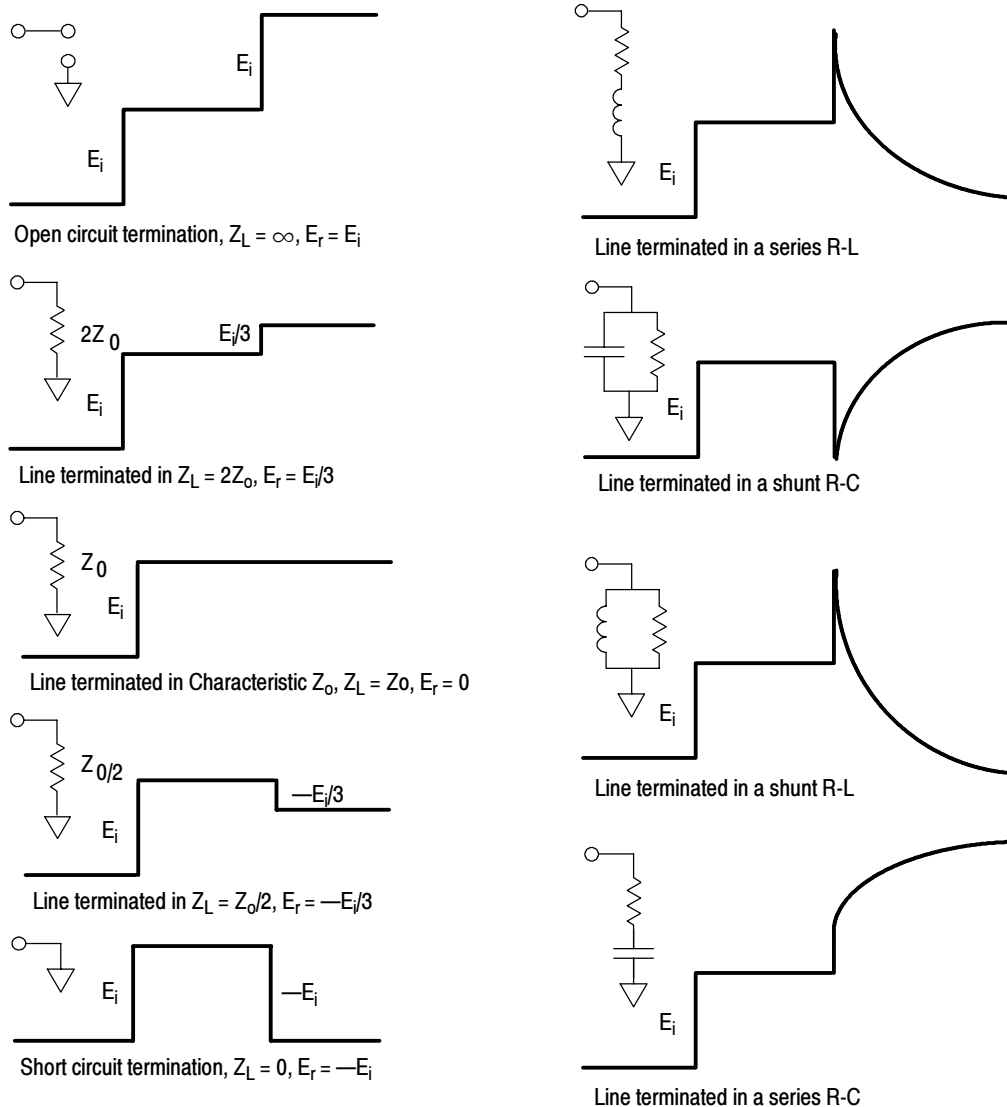 E_i
E_i
Open circuit termination, Z_L = ∞, E_r = E_i
2Z_0
E_i/3
E_i
Line terminated in Z_L = 2Z_o, E_r = E_i/3
Z_0
E_i
Line terminated in Characteristic Z_o, Z_L = Zo, E_r = 0
Z_0/2
—E_i/3
E_i
Line terminated in Z_L = Z_o/2, E_r = —E_i/3
E_i
—E_i
Short circuit termination, Z_L = 0, E_r = —E_i
E_i
Line terminated in a series R-L
E_i
Line terminated in a shunt R-C
E_i
Line terminated in a shunt R-L
E_i
Line terminated in a series R-C